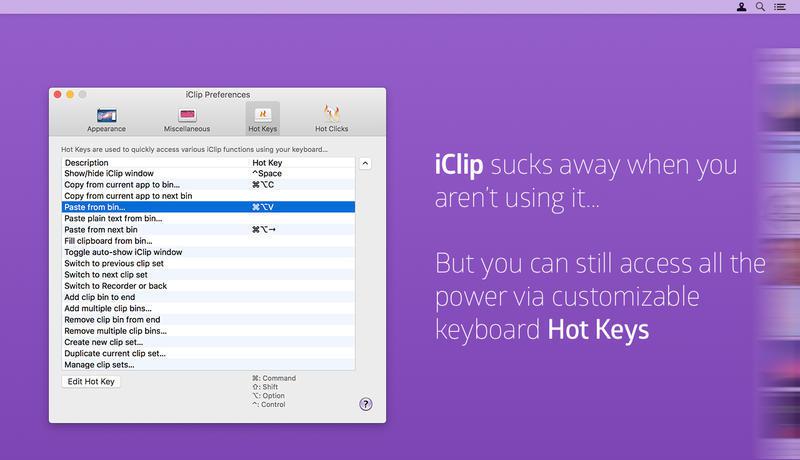 iClip Preferences
Appearance
Miscellaneous
Hot Keys
Hot Clicks
Hot Keys are used to quickly access various iClip functions using your keyboard...
Description Hot Key
Show/hide iClip window ^Space
Copy from current app to bin... ⌘⌥C
Copy from current app to next bin
Paste from bin... ⌘⌥V
Paste plain text from bin...
Paste from next bin ⌘⌥→
Fill clipboard from bin...
Toggle auto-show iClip window
Switch to previous clip set
Switch to next clip set
Switch to Recorder or back
Add clip bin to end
Add multiple clip bins...
Remove clip bin from end
Remove multiple clip bins...
Create new clip set...
Duplicate current clip set...
Manage clip sets...
Edit Hot Key
⌘: Command
⇧: Shift
⌥: Option
^: Control
?
iClip sucks away when you
aren't using it...
But you can still access all the
power via customizable
keyboard Hot Keys